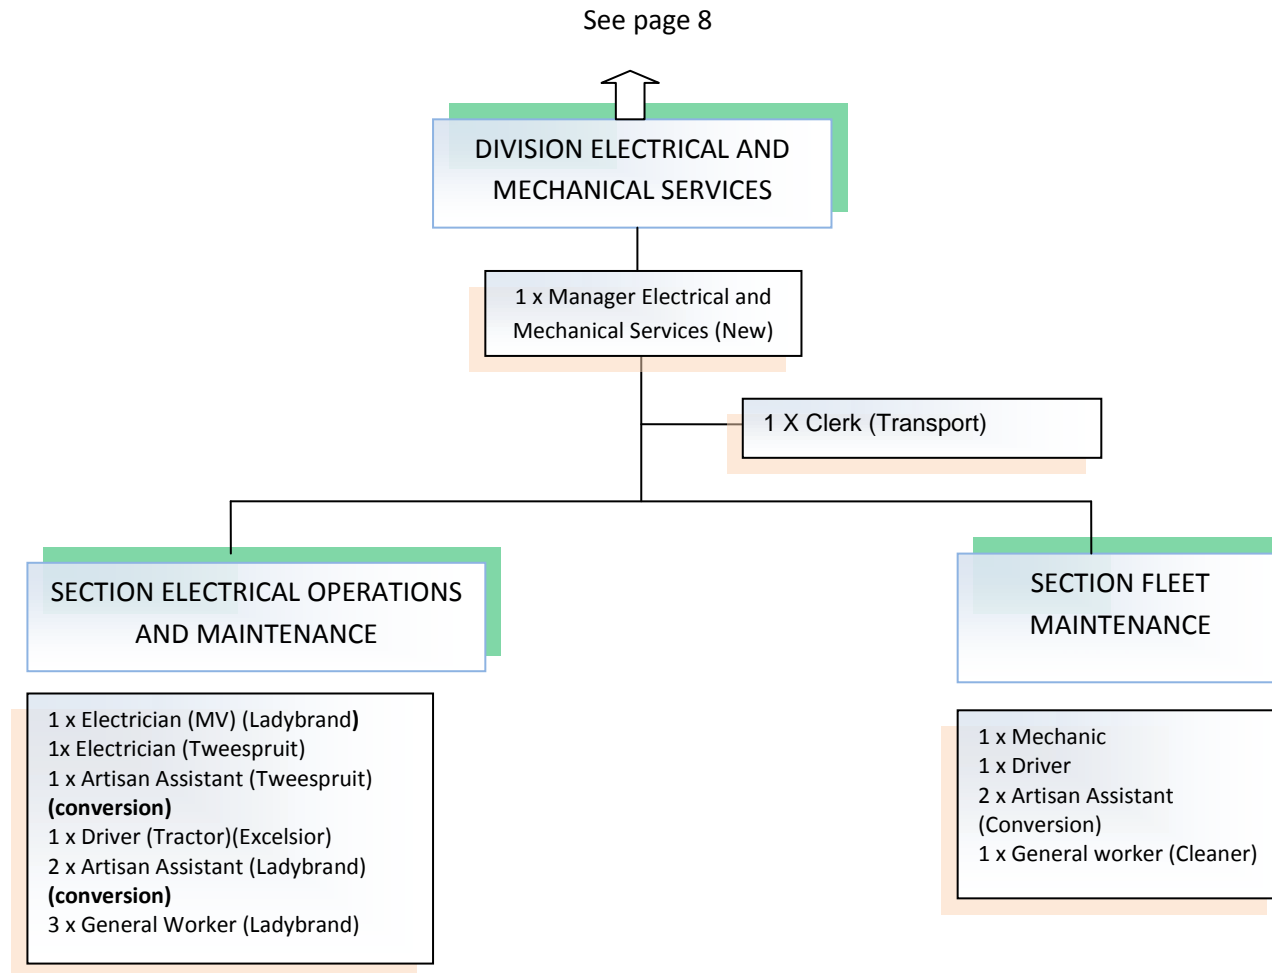 See page 8
DIVISION ELECTRICAL AND
MECHANICAL SERVICES
1 x Manager Electrical and
Mechanical Services (New)
1 X Clerk (Transport)
SECTION ELECTRICAL OPERATIONS
AND MAINTENANCE
1 x Electrician (MV) (Ladybrand)
1x Electrician (Tweespruit)
1 x Artisan Assistant (Tweespruit)
(conversion)
1 x Driver (Tractor)(Excelsior)
2 x Artisan Assistant (Ladybrand)
(conversion)
3 x General Worker (Ladybrand)
SECTION FLEET
MAINTENANCE
1 x Mechanic
1 x Driver
2 x Artisan Assistant
(Conversion)
1 x General worker (Cleaner)